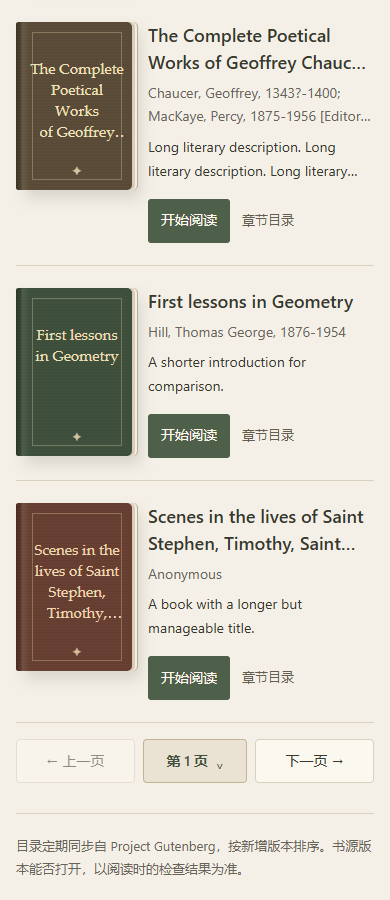 The Complete
Poetical
Works
of Geoffrey..
The Complete Poetical
Works of Geoffrey Chauc...
Chaucer, Geoffrey, 1343?-1400;
MacKaye, Percy, 1875-1956 [Editor...
Long literary description. Long
literary description. Long literary...
开始阅读 章节目录
First lessons
in Geometry
First lessons in Geometry
Hill, Thomas George, 1876-1954
A shorter introduction for
comparison.
开始阅读 章节目录
Scenes in the
lives of Saint
Stephen,
Timothy,...
Scenes in the lives of Saint
Stephen, Timothy, Saint...
Anonymous
A book with a longer but
manageable title.
开始阅读 章节目录
← 上一页 第 1 页 下一页 →
目录定期同步自 Project Gutenberg，按新增版本排序。书源版
本能否打开，以阅读时的检查结果为准。